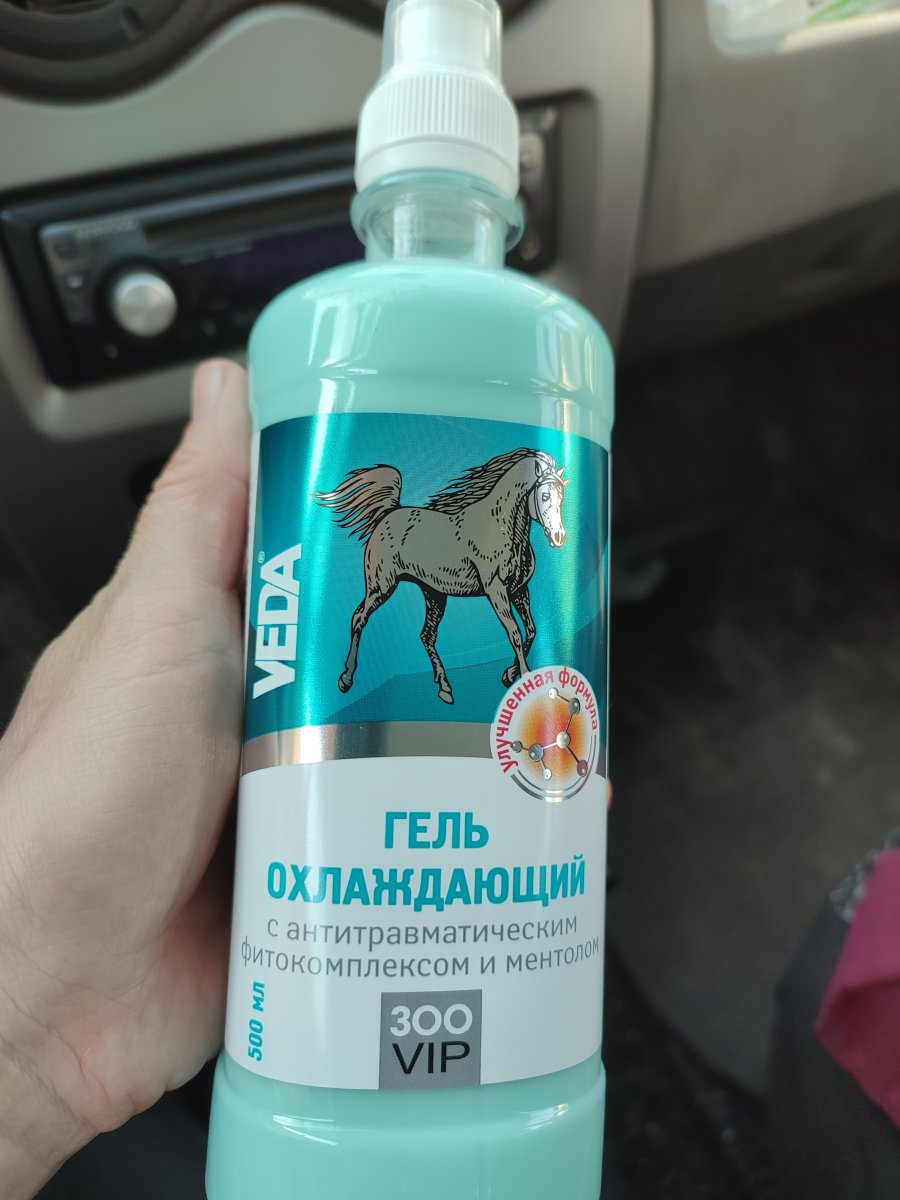 VEDA®
улучшенная формула
ГЕЛЬ
ОХЛАЖДАЮЩИЙ
с антитравматическим
фитокомплексом и ментолом
500 мл
ЗОО
VIP